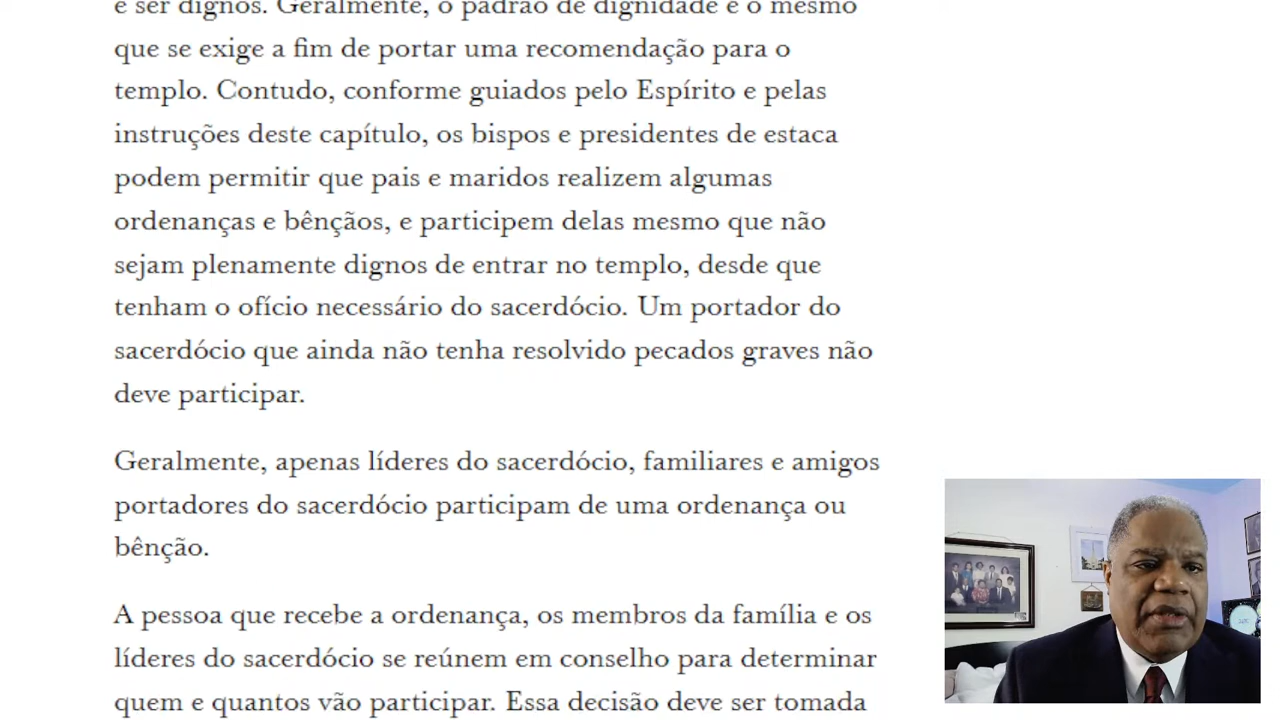 e ser dignos. Geralmente, o padrão de dignidade é o mesmo
que se exige a fim de portar uma recomendação para o
templo. Contudo, conforme guiados pelo Espírito e pelas
instruções deste capítulo, os bispos e presidentes de estaca
podem permitir que pais e maridos realizem algumas
ordenanças e bênçãos, e participem delas mesmo que não
sejam plenamente dignos de entrar no templo, desde que
tenham o ofício necessário do sacerdócio. Um portador do
sacerdócio que ainda não tenha resolvido pecados graves não
deve participar.
Geralmente, apenas líderes do sacerdócio, familiares e amigos
portadores do sacerdócio participam de uma ordenança ou
bênção.
A pessoa que recebe a ordenança, os membros da família e os
líderes do sacerdócio se reúnem em conselho para determinar
quem e quantos vão participar. Essa decisão deve ser tomada